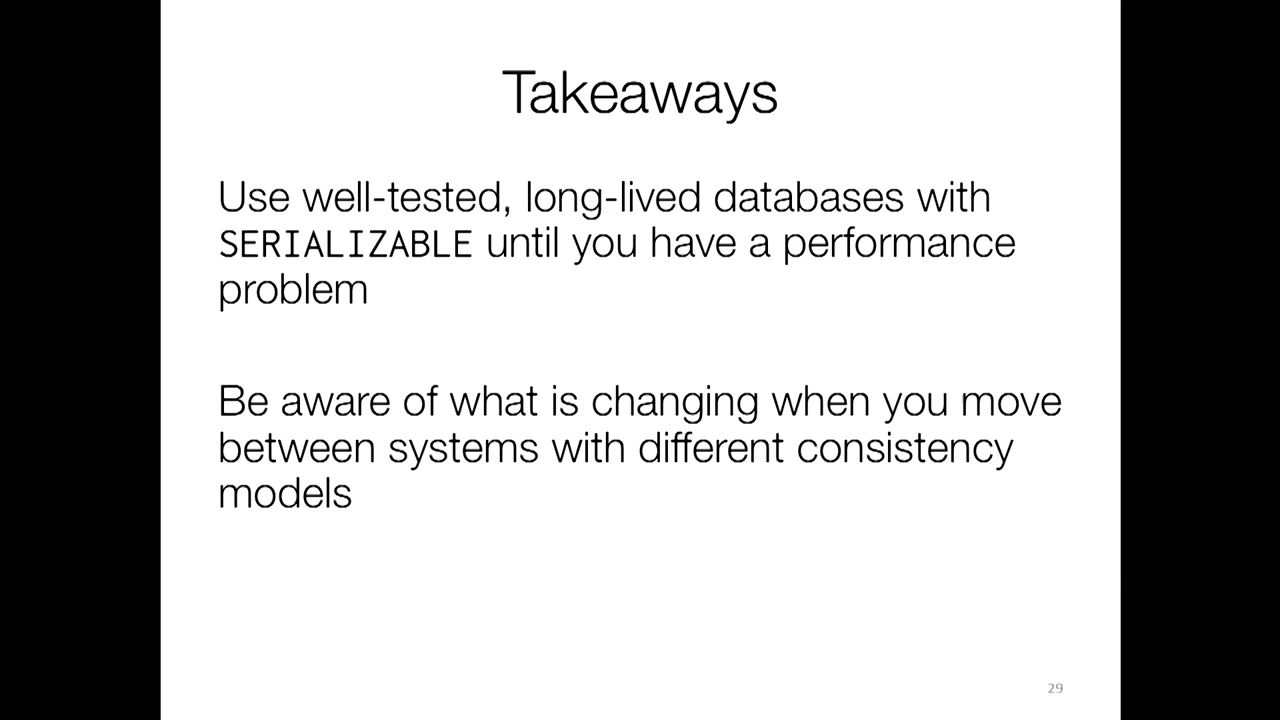 Takeaways
Use well-tested, long-lived databases with
SERIALIZABLE until you have a performance
problem
Be aware of what is changing when you move
between systems with different consistency
models
29